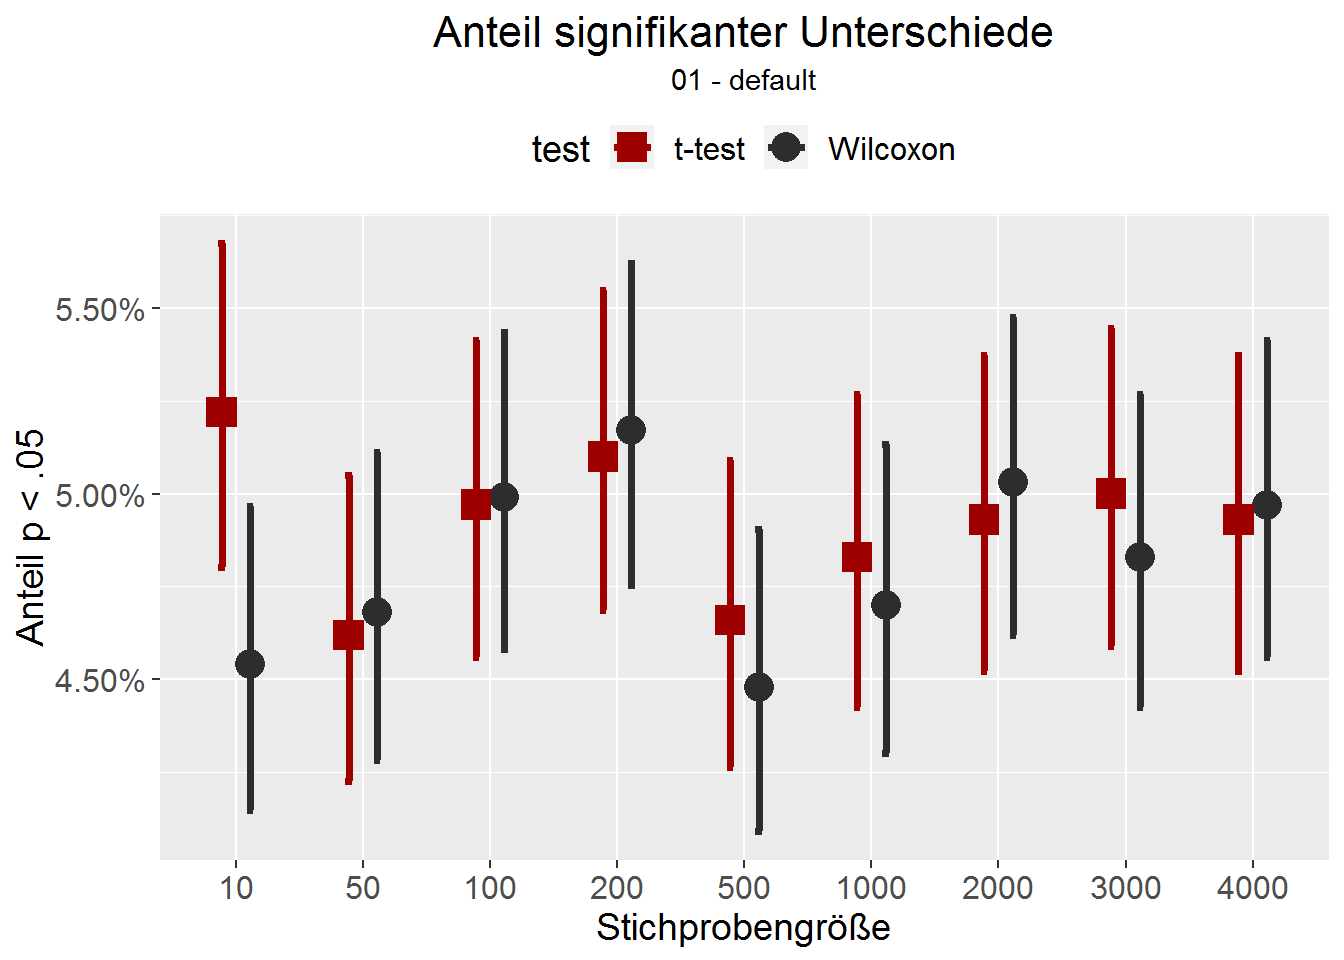 Anteil signifikanter Unterschiede
01 - default
test t-test Wilcoxon
5.50%
5.00%
4.50%
Anteil p < .05
10 50 100 200 500 1000 2000 3000 4000
Stichprobengröße